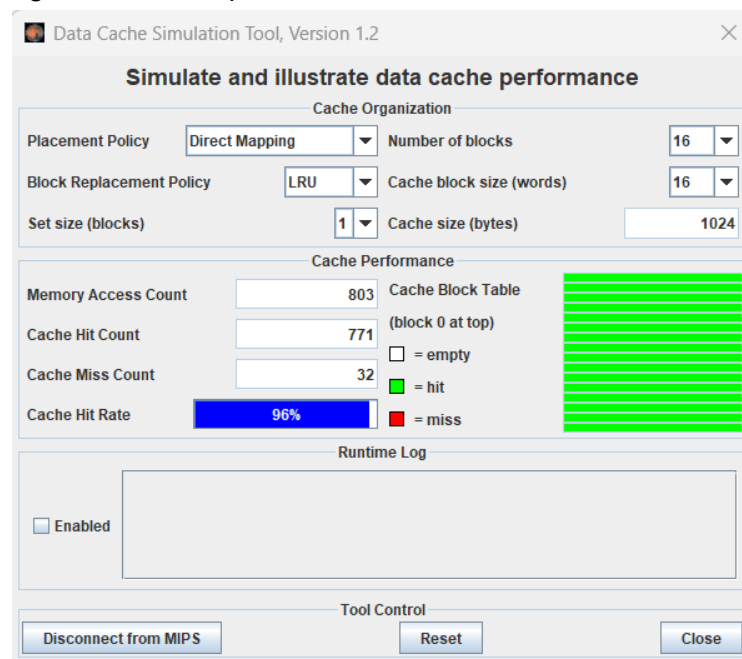 Data Cache Simulation Tool, Version 1.2
Simulate and illustrate data cache performance
Cache Organization
Placement Policy Direct Mapping Number of blocks 16
Block Replacement Policy LRU Cache block size (words) 16
Set size (blocks) 1 Cache size (bytes) 1024
Cache Performance
Memory Access Count 803 Cache Block Table
(block 0 at top)
Cache Hit Count 771
= empty
Cache Miss Count 32
= hit
Cache Hit Rate 96%
= miss
Runtime Log
Enabled
Tool Control
Disconnect from MIPS Reset Close